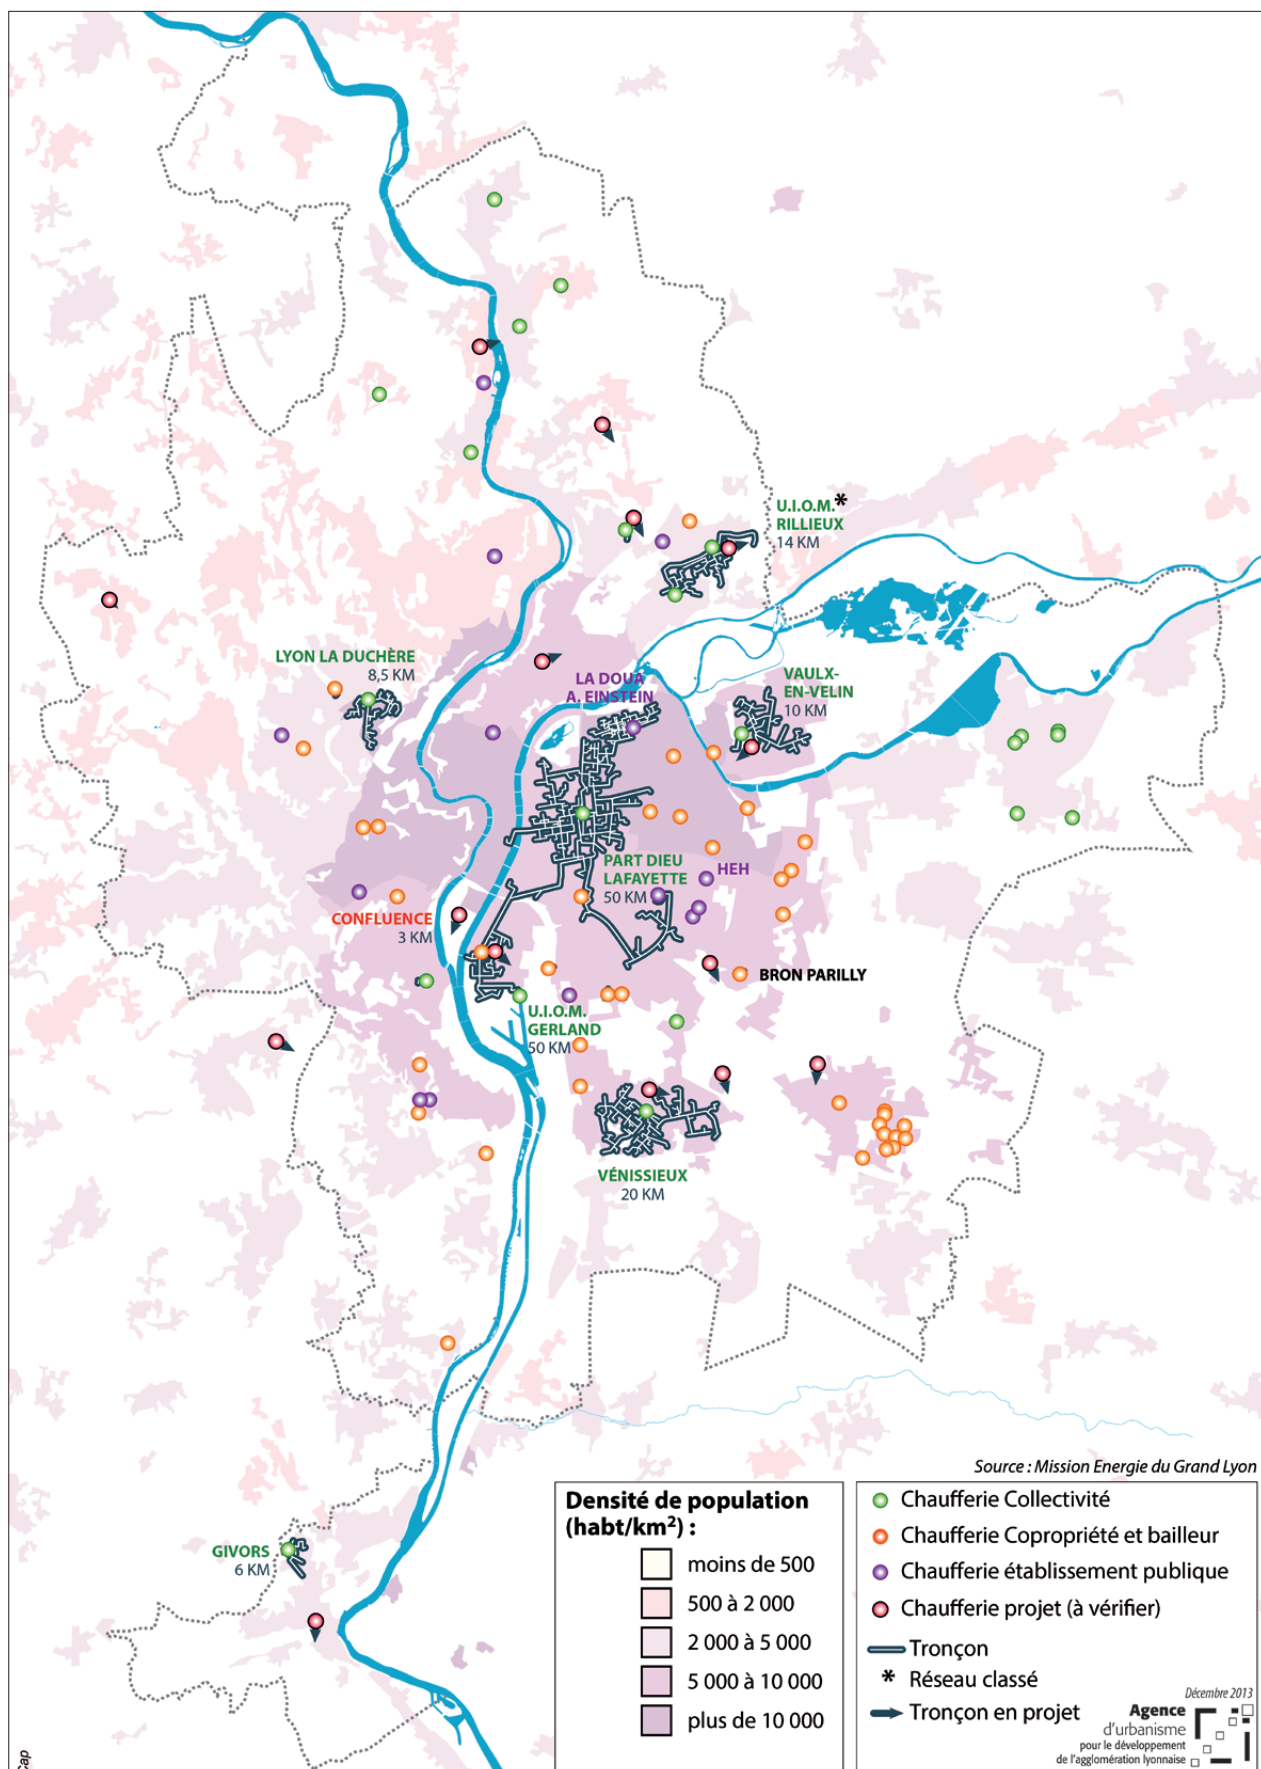 U.I.O.M.*
RILLIEUX
14 KM
LYON LA DUCHÈRE
8,5 KM
LA DOUA
A. EINSTEIN
VAULX-
EN-VELIN
10 KM
PART DIEU
LAFAYETTE
50 KM
HEH
CONFLUENCE
3 KM
BRON PARILLY
U.I.O.M.
GERLAND
50 KM
VÉNISSIEUX
20 KM
GIVORS
6 KM
Source : Mission Energie du Grand Lyon
Densité de population
(habt/km²) :
moins de 500
500 à 2 000
2 000 à 5 000
5 000 à 10 000
plus de 10 000
Chaufferie Collectivité
Chaufferie Copropriété et bailleur
Chaufferie établissement publique
Chaufferie projet (à vérifier)
Tronçon
* Réseau classé
Tronçon en projet
Décembre 2013
Agence
d'urbanisme
pour le développement
de l'agglomération lyonnaise